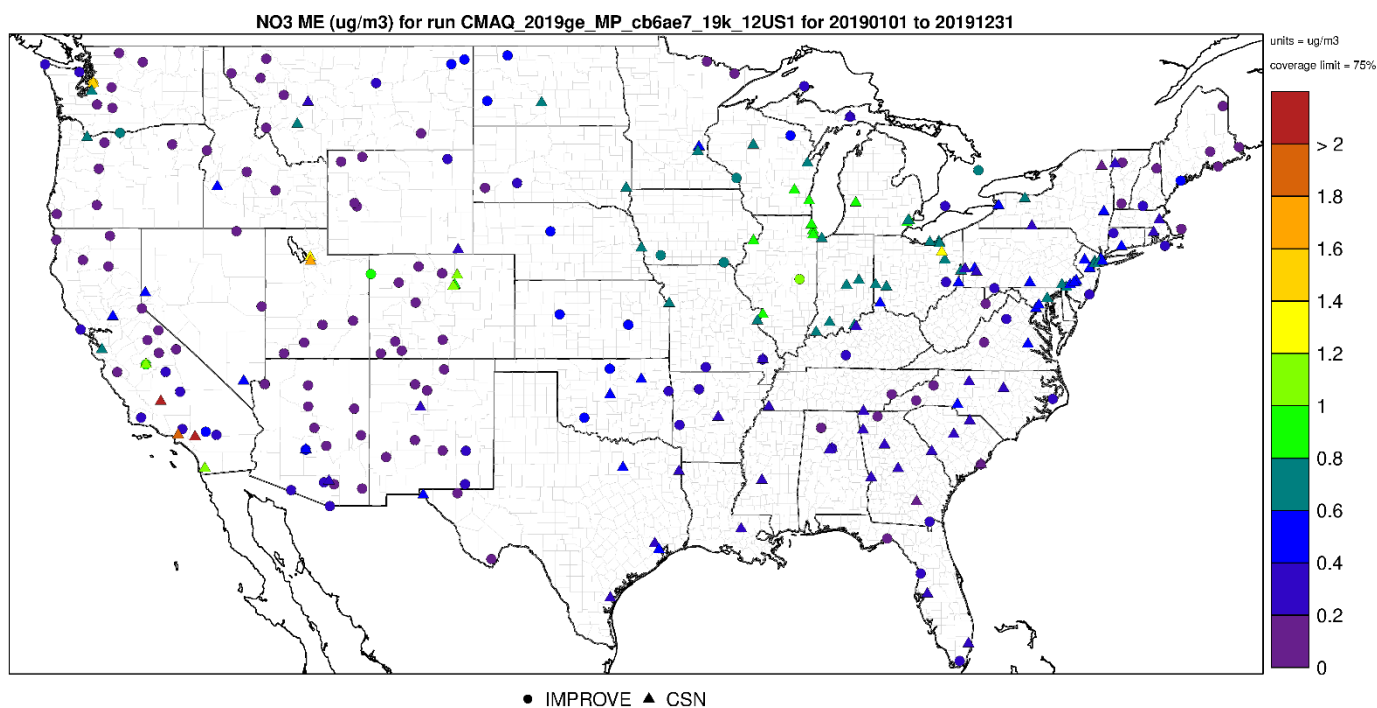 NO3 ME (ug/m3) for run CMAQ_2019ge_MP_cb6ae7_19k_12US1 for 20190101 to 20191231
units = ug/m3
coverage limit = 75%
> 2
1.8
1.6
1.4
1.2
1
0.8
0.6
0.4
0.2
0
● IMPROVE ▲ CSN